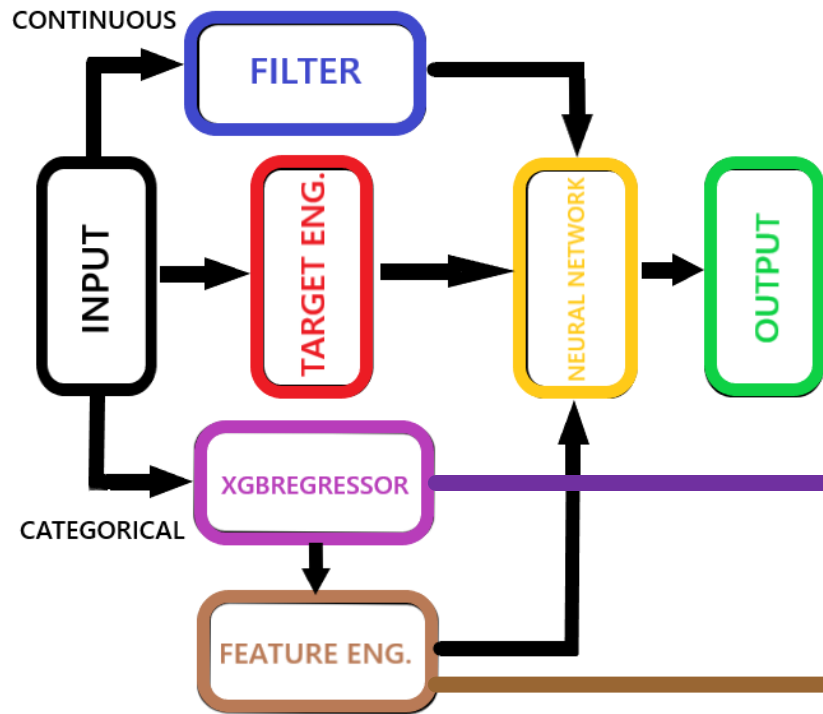 CONTINUOUS
FILTER
INPUT
TARGET ENG.
NEURAL NETWORK
OUTPUT
XGBREGRESSOR
CATEGORICAL
FEATURE ENG.